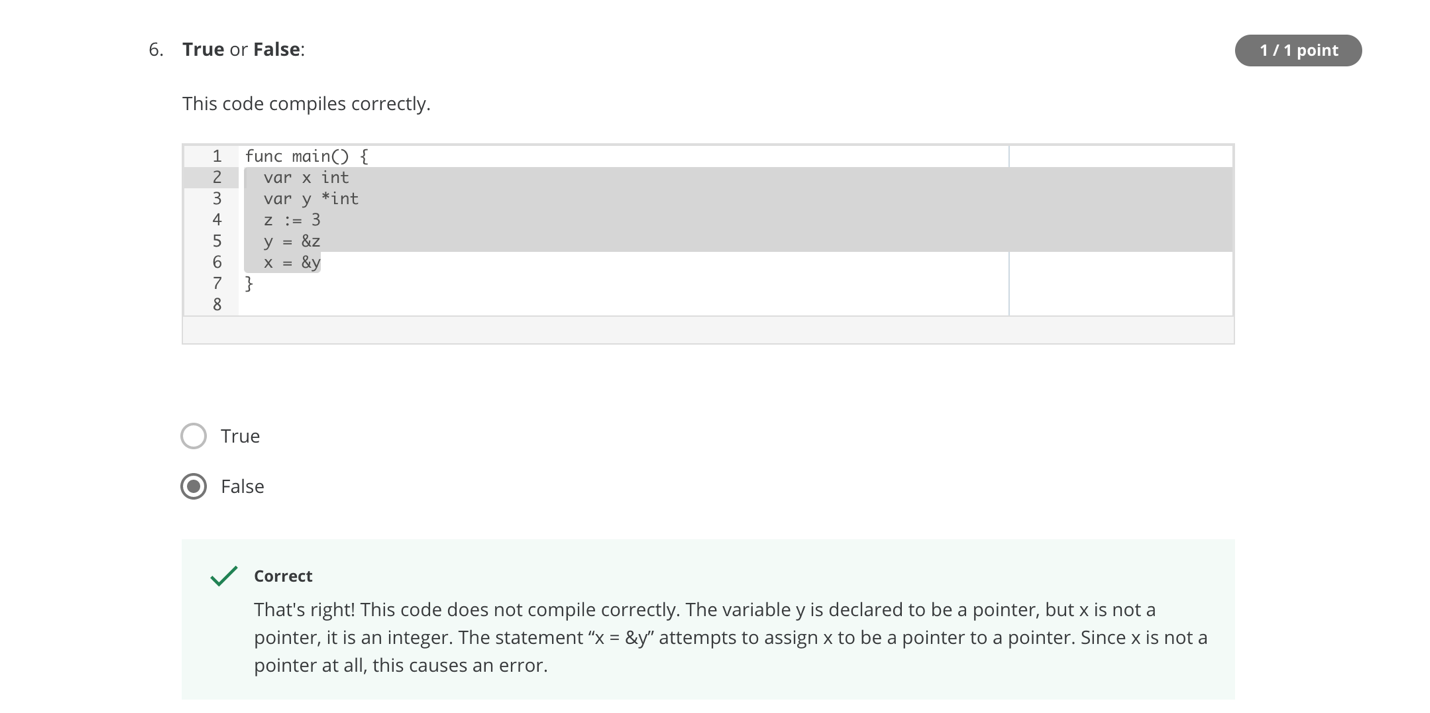 6. True or False:
1 / 1 point
This code compiles correctly.
1 func main() {
2   var x int
3   var y *int
4   z := 3
5   y = &z
6   x = &y
7 }
8
True
False
Correct
That's right! This code does not compile correctly. The variable y is declared to be a pointer, but x is not a
pointer, it is an integer. The statement “x = &y” attempts to assign x to be a pointer to a pointer. Since x is not a
pointer at all, this causes an error.